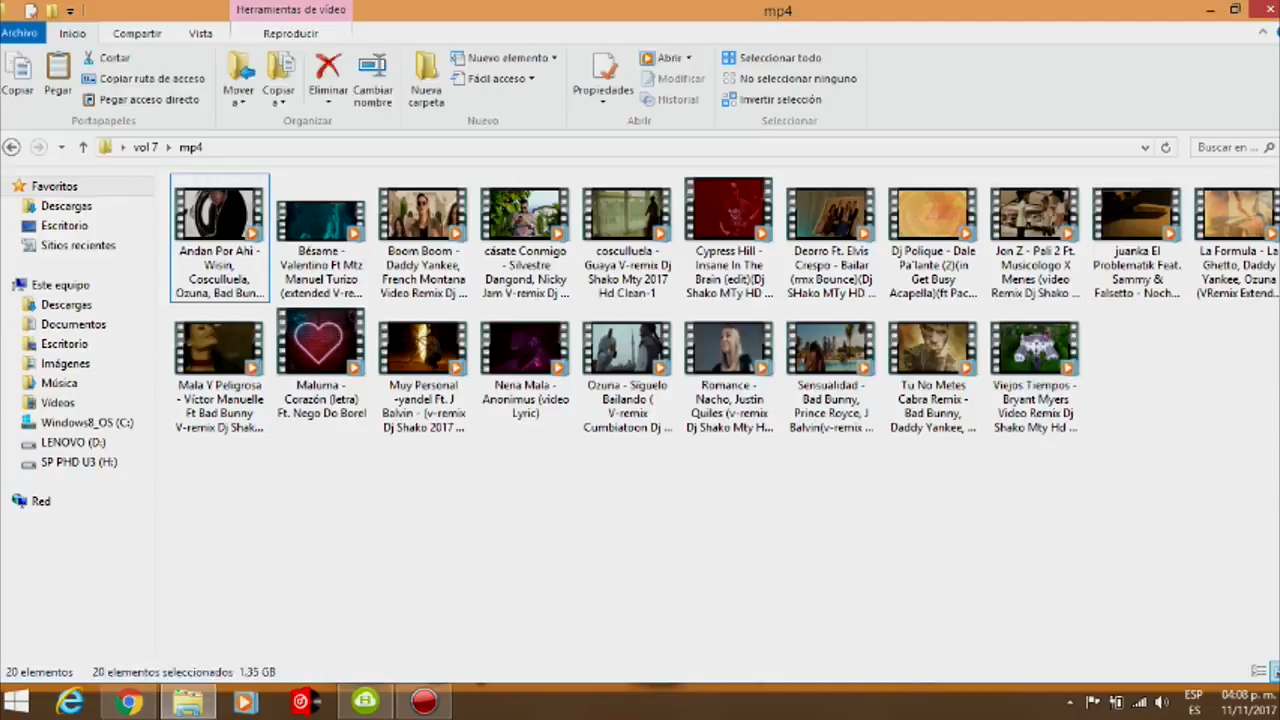 Herramientas de vídeo
mp4
Archivo
Inicio
Compartir
Vista
Reproducir
Copiar
Pegar
Cortar
Copiar ruta de acceso
Pegar acceso directo
Portapapeles
Mover
a
Copiar
a
Eliminar
Cambiar
nombre
Organizar
Nueva
carpeta
Nuevo elemento
Fácil acceso
Nuevo
Propiedades
Abrir
Modificar
Historial
Abrir
Seleccionar todo
No seleccionar ninguno
Invertir selección
Seleccionar
vol 7
mp4
Buscar en ...
Favoritos
Descargas
Escritorio
Sitios recientes
Este equipo
Descargas
Documentos
Escritorio
Imágenes
Música
Vídeos
Windows8_OS (C:)
LENOVO (D:)
SP PHD U3 (H:)
Red
Andan Por Ahi -
Wisin,
Cosculluela,
Ozuna, Bad Bun...
Bésame -
Valentino Ft Mtz
Manuel Turizo
(extended V-re...
Boom Boom -
Daddy Yankee,
French Montana
Video Remix Dj ...
cásate Conmigo
- Silvestre
Dangond, Nicky
Jam V-remix Dj ...
cosculluela -
Guaya V-remix Dj
Shako MTy 2017
Hd Clean-1
Cypress Hill -
Insane In The
Brain (edit)(Dj
Shako MTy HD ...
Deorro Ft. Elvis
Crespo - Bailar
(rmx Bounce)(Dj
SHako MTy HD ...
Dj Polique - Dale
Pa´lante (2)(in
Get Busy
Acapella)(ft Pac...
Jon Z - Pali 2 Ft.
Musicologo X
Menes (video
Remix Dj Shako ...
juanka El
Problematik Feat.
Sammy &
Falsetto - Noch...
La Formula - La
Ghetto, Daddy
Yankee, Ozuna
(VRemix Extend...
Mala Y Peligrosa
- Víctor Manuelle
Ft Bad Bunny
V-remix Dj Shak...
Maluma -
Corazón (letra)
Ft. Nego Do Borel
Muy Personal
-yandel Ft. J
Balvin - (v-remix
Dj Shako 2017 ...
Nena Mala -
Anonimus (video
Lyric)
Ozuna - Síguelo
Bailando (
V-remix
Cumbiatoon Dj ...
Romance -
Nacho, Justin
Quiles (v-remix
Dj Shako Mty H...
Sensualidad -
Bad Bunny,
Prince Royce, J
Balvin(v-remix ...
Tu No Metes
Cabra Remix -
Bad Bunny,
Daddy Yankee, ...
Viejos Tiempos -
Bryant Myers
Video Remix Dj
Shako Mty Hd ...
20 elementos
20 elementos seleccionados 1,35 GB
ESP
ES
04:08 p. m.
11/11/2017